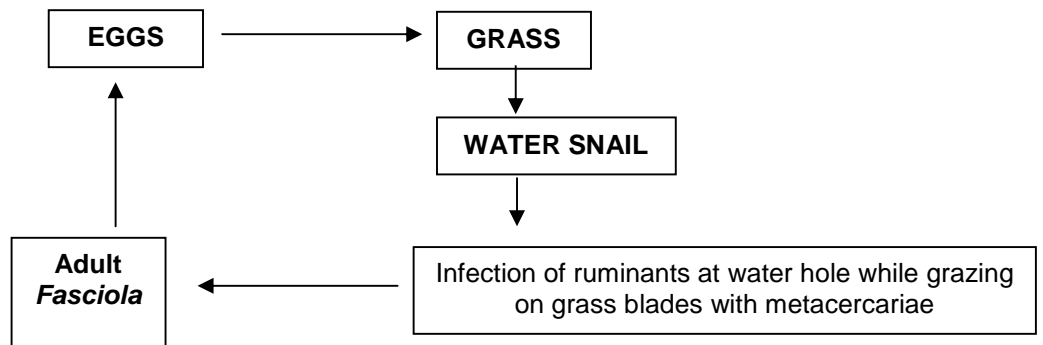 EGGS
GRASS
WATER SNAIL
Infection of ruminants at water hole while grazing
on grass blades with metacercariae
Adult
Fasciola